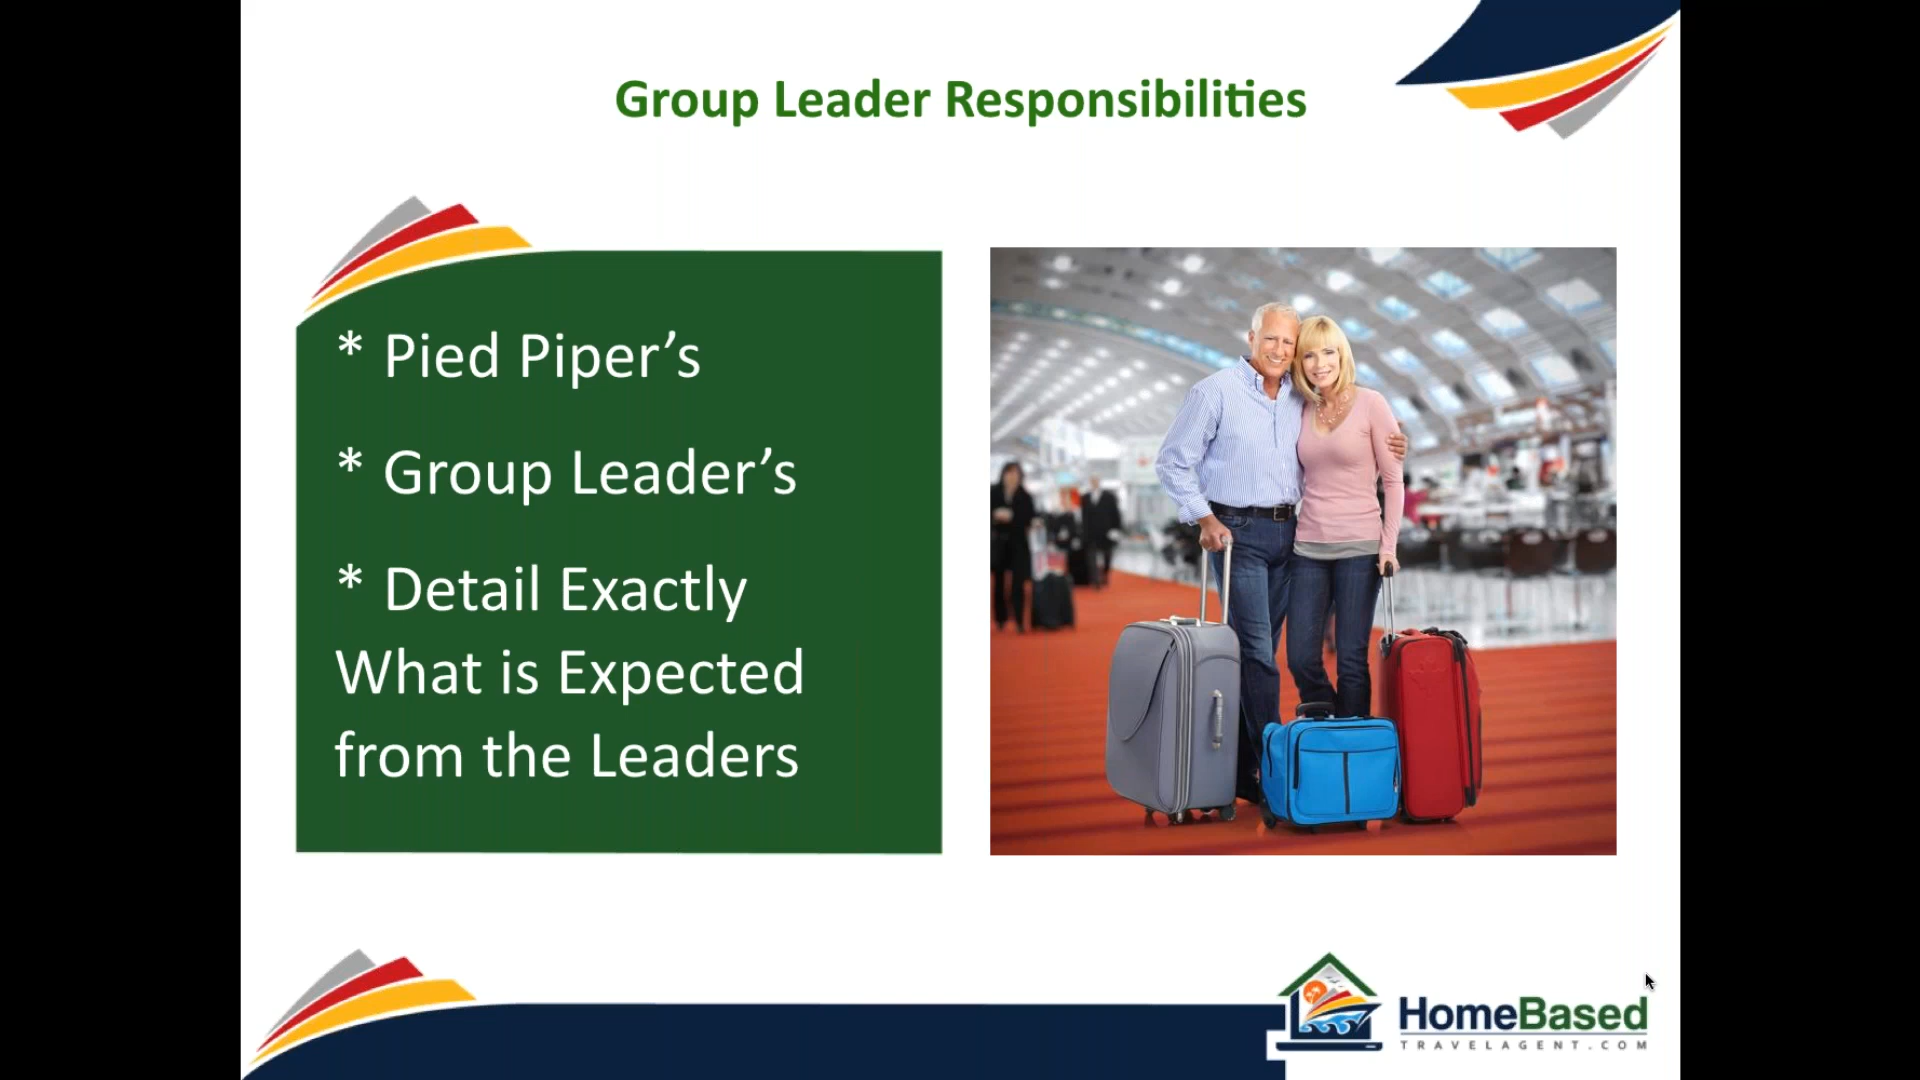 Group Leader Responsibilities
* Pied Piper’s
* Group Leader’s
* Detail Exactly
What is Expected
from the Leaders
HomeBased
TRAVELAGENT.COM